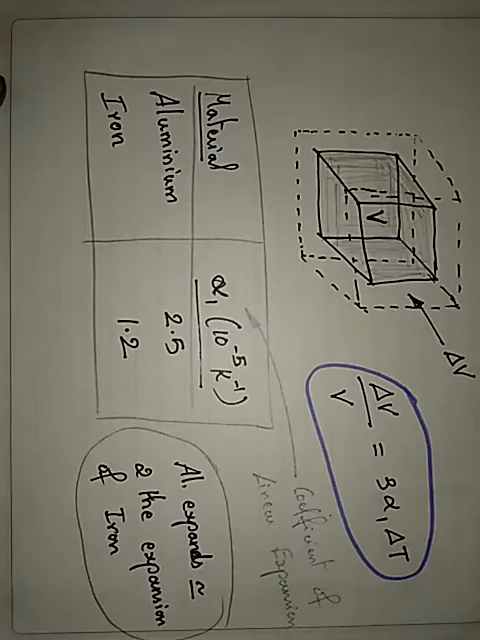 V
ΔV
ΔV/V = 3α₁ΔT
Material α₁ (10⁻⁵ K⁻¹)
Aluminium 2.5
Iron 1.2
Coefficient of
Linear Expansion
Al. expands ≃
2 the expansion
of Iron